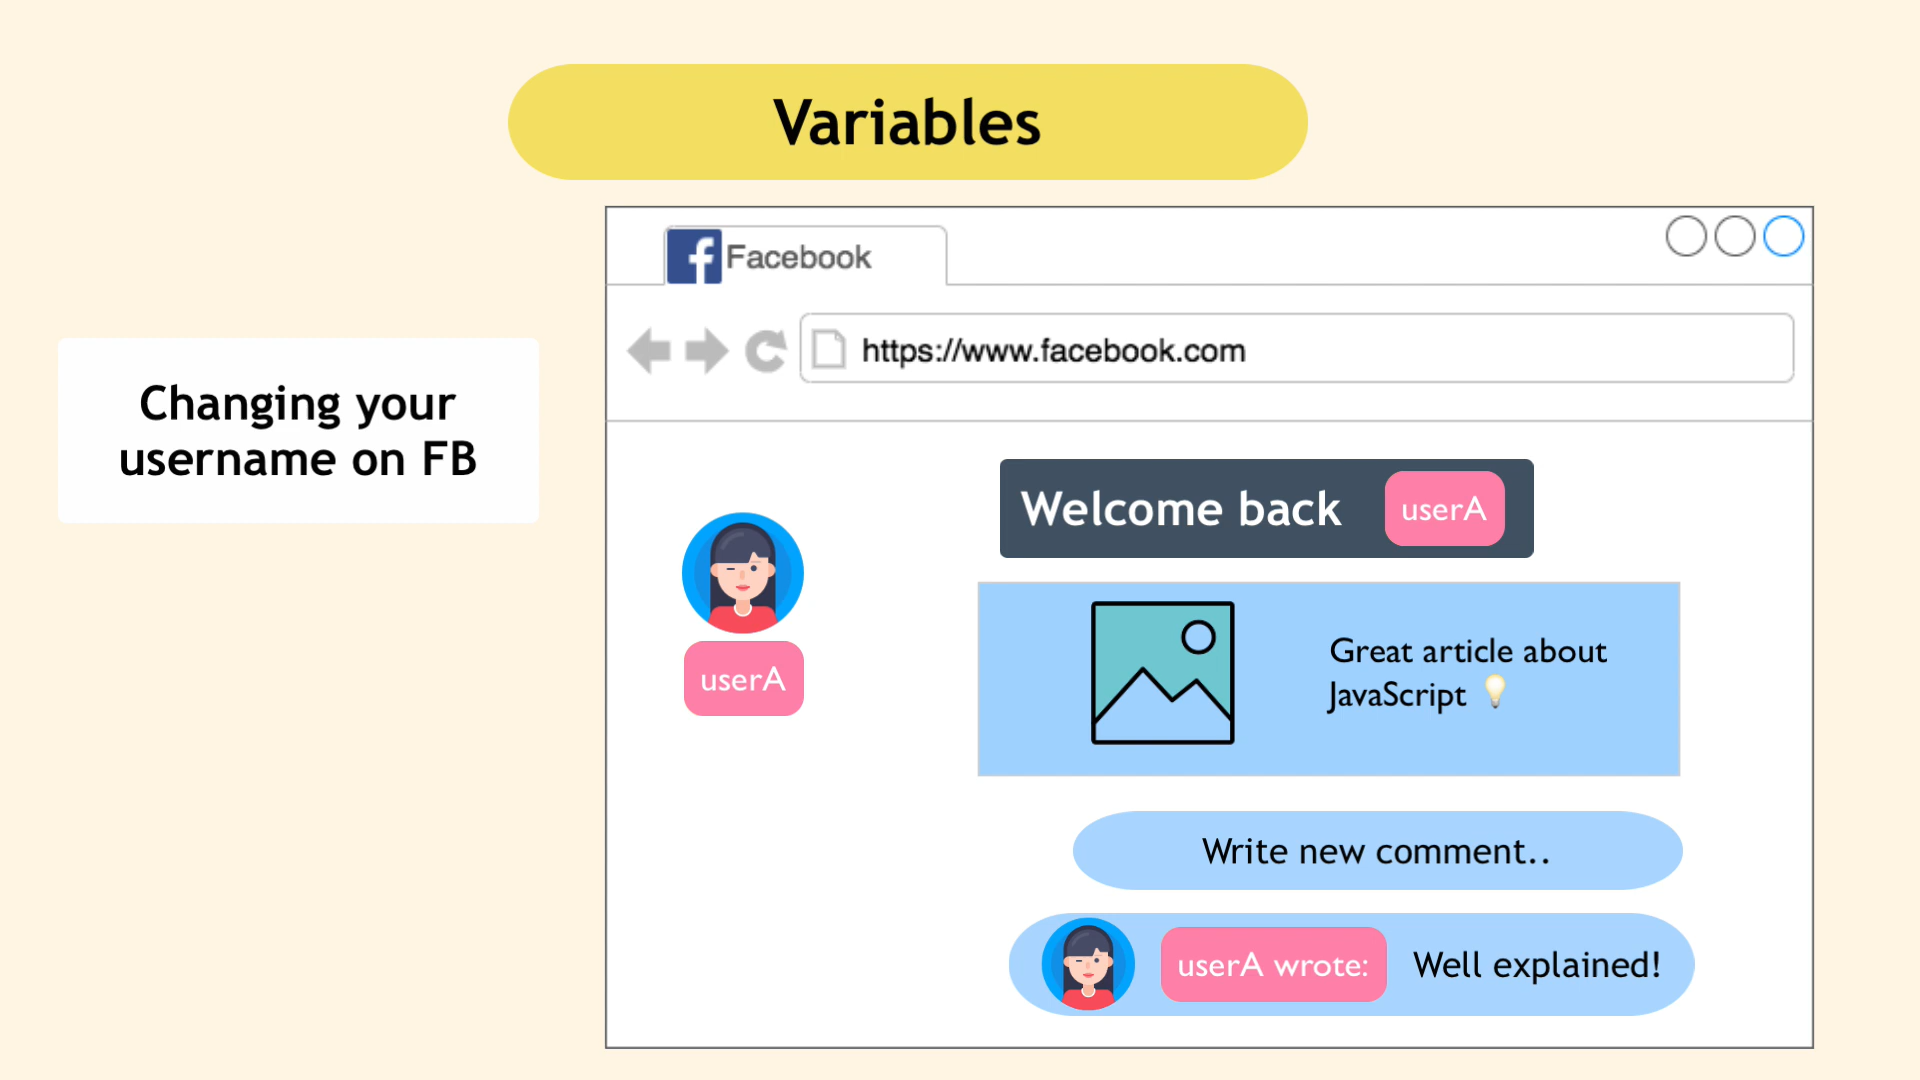 Variables
Facebook
https://www.facebook.com
Changing your
username on FB
Welcome back userA
userA
Great article about
JavaScript 💡
Write new comment..
userA wrote: Well explained!